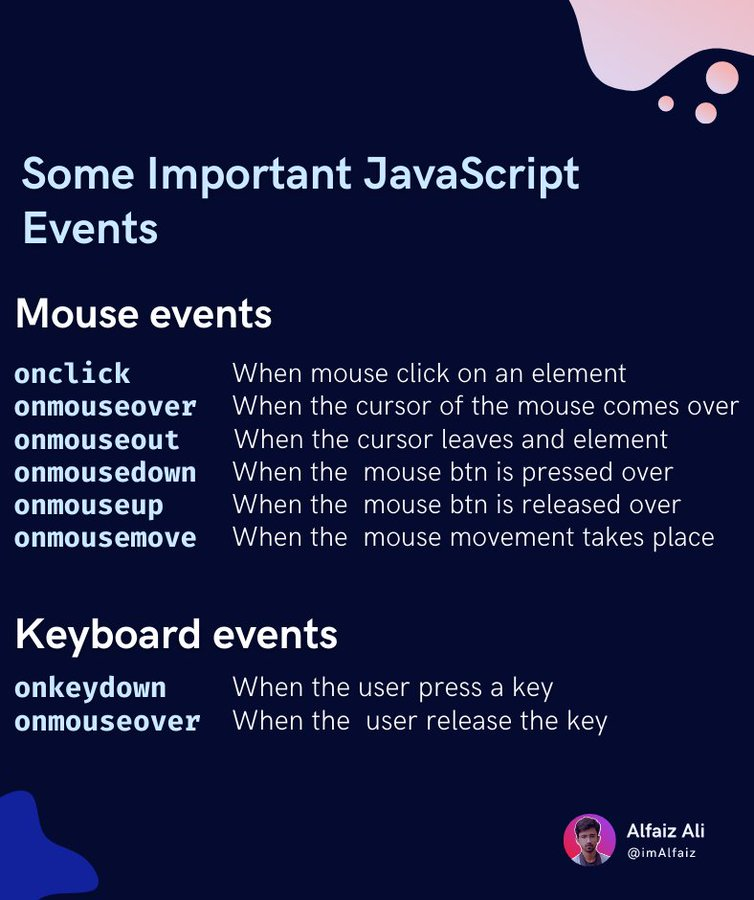 Some Important JavaScript
Events
Mouse events
onclick When mouse click on an element
onmouseover When the cursor of the mouse comes over
onmouseout When the cursor leaves and element
onmousedown When the  mouse btn is pressed over
onmouseup When the  mouse btn is released over
onmousemove When the  mouse movement takes place
Keyboard events
onkeydown When the user press a key
onmouseover When the  user release the key
Alfaiz Ali
@imAlfaiz